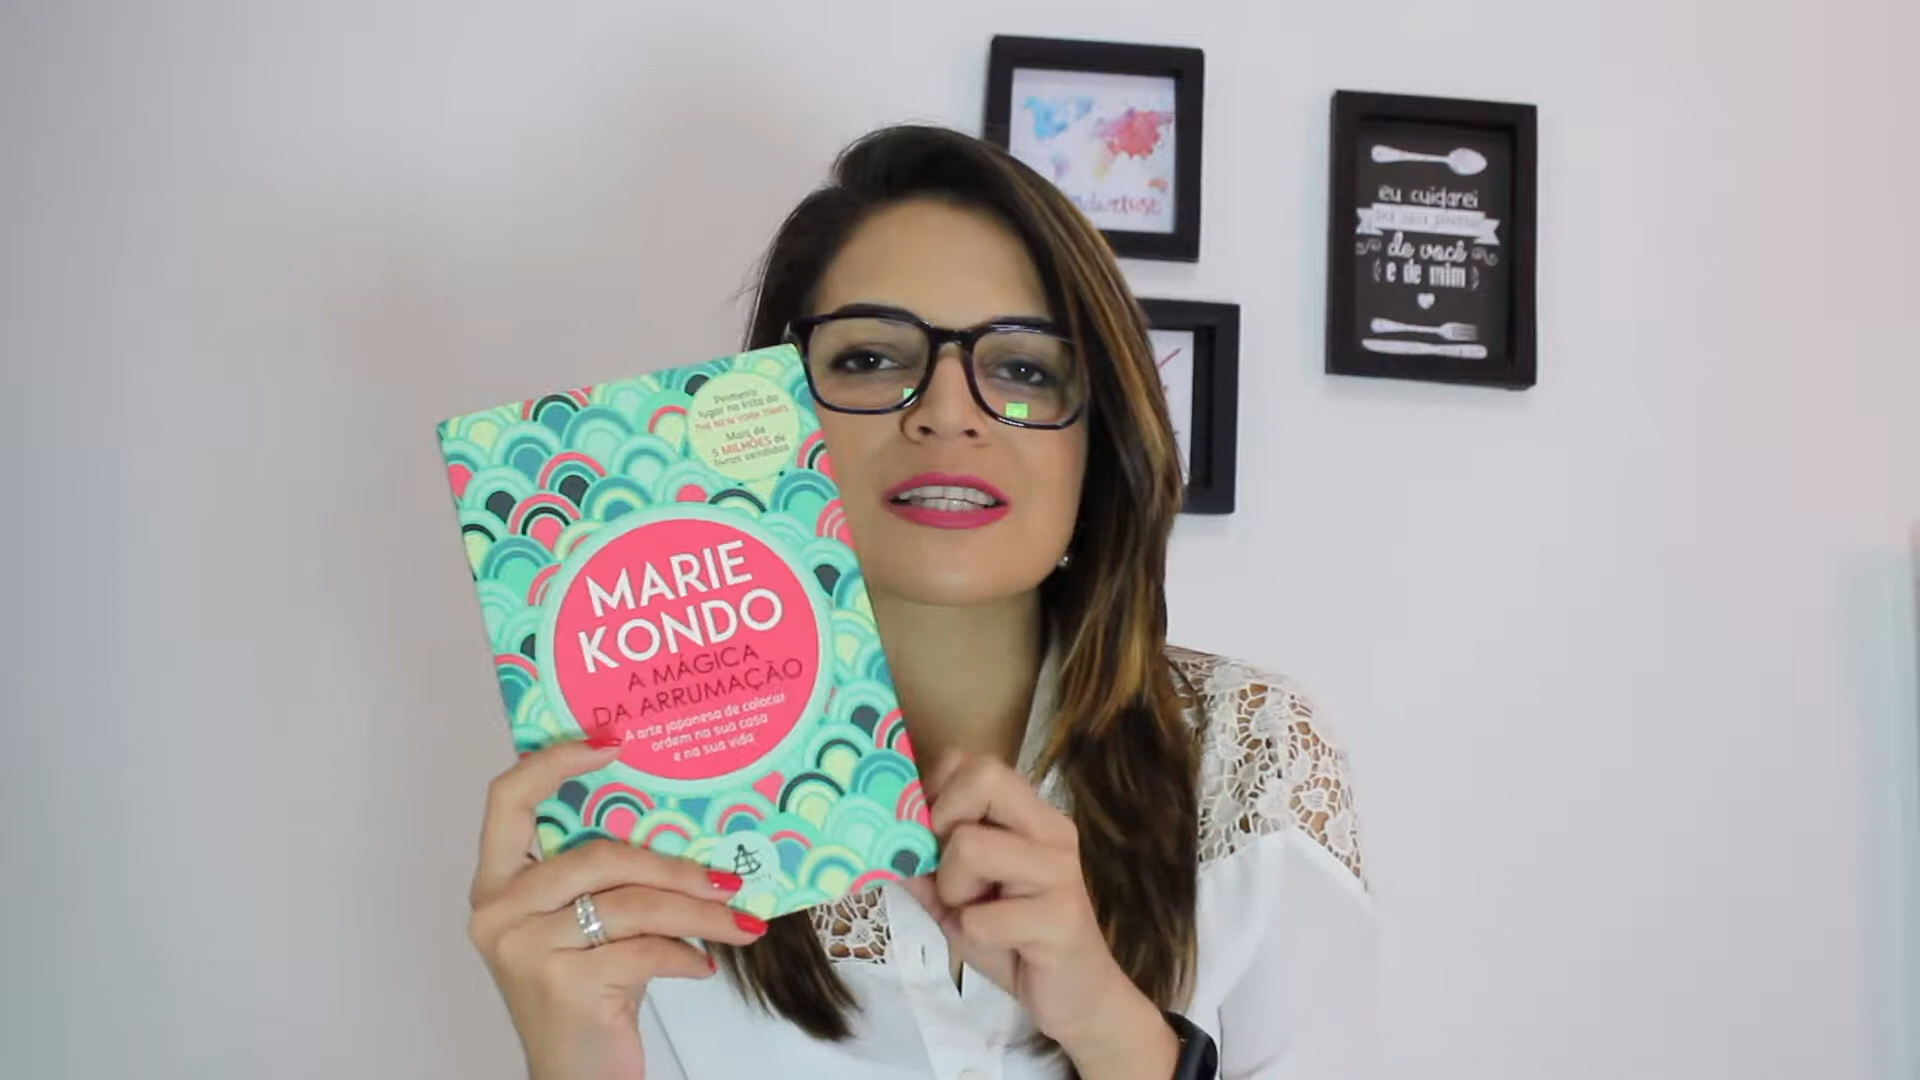 Primeiro
lugar na lista do
THE NEW YORK TIMES
Mais de
5 MILHÕES de
livros vendidos
MARIE
KONDO
A MÁGICA
DA ARRUMAÇÃO
A arte japonesa de colocar
ordem na sua casa
e na sua vida
eu cuidarei
de você
e de mim